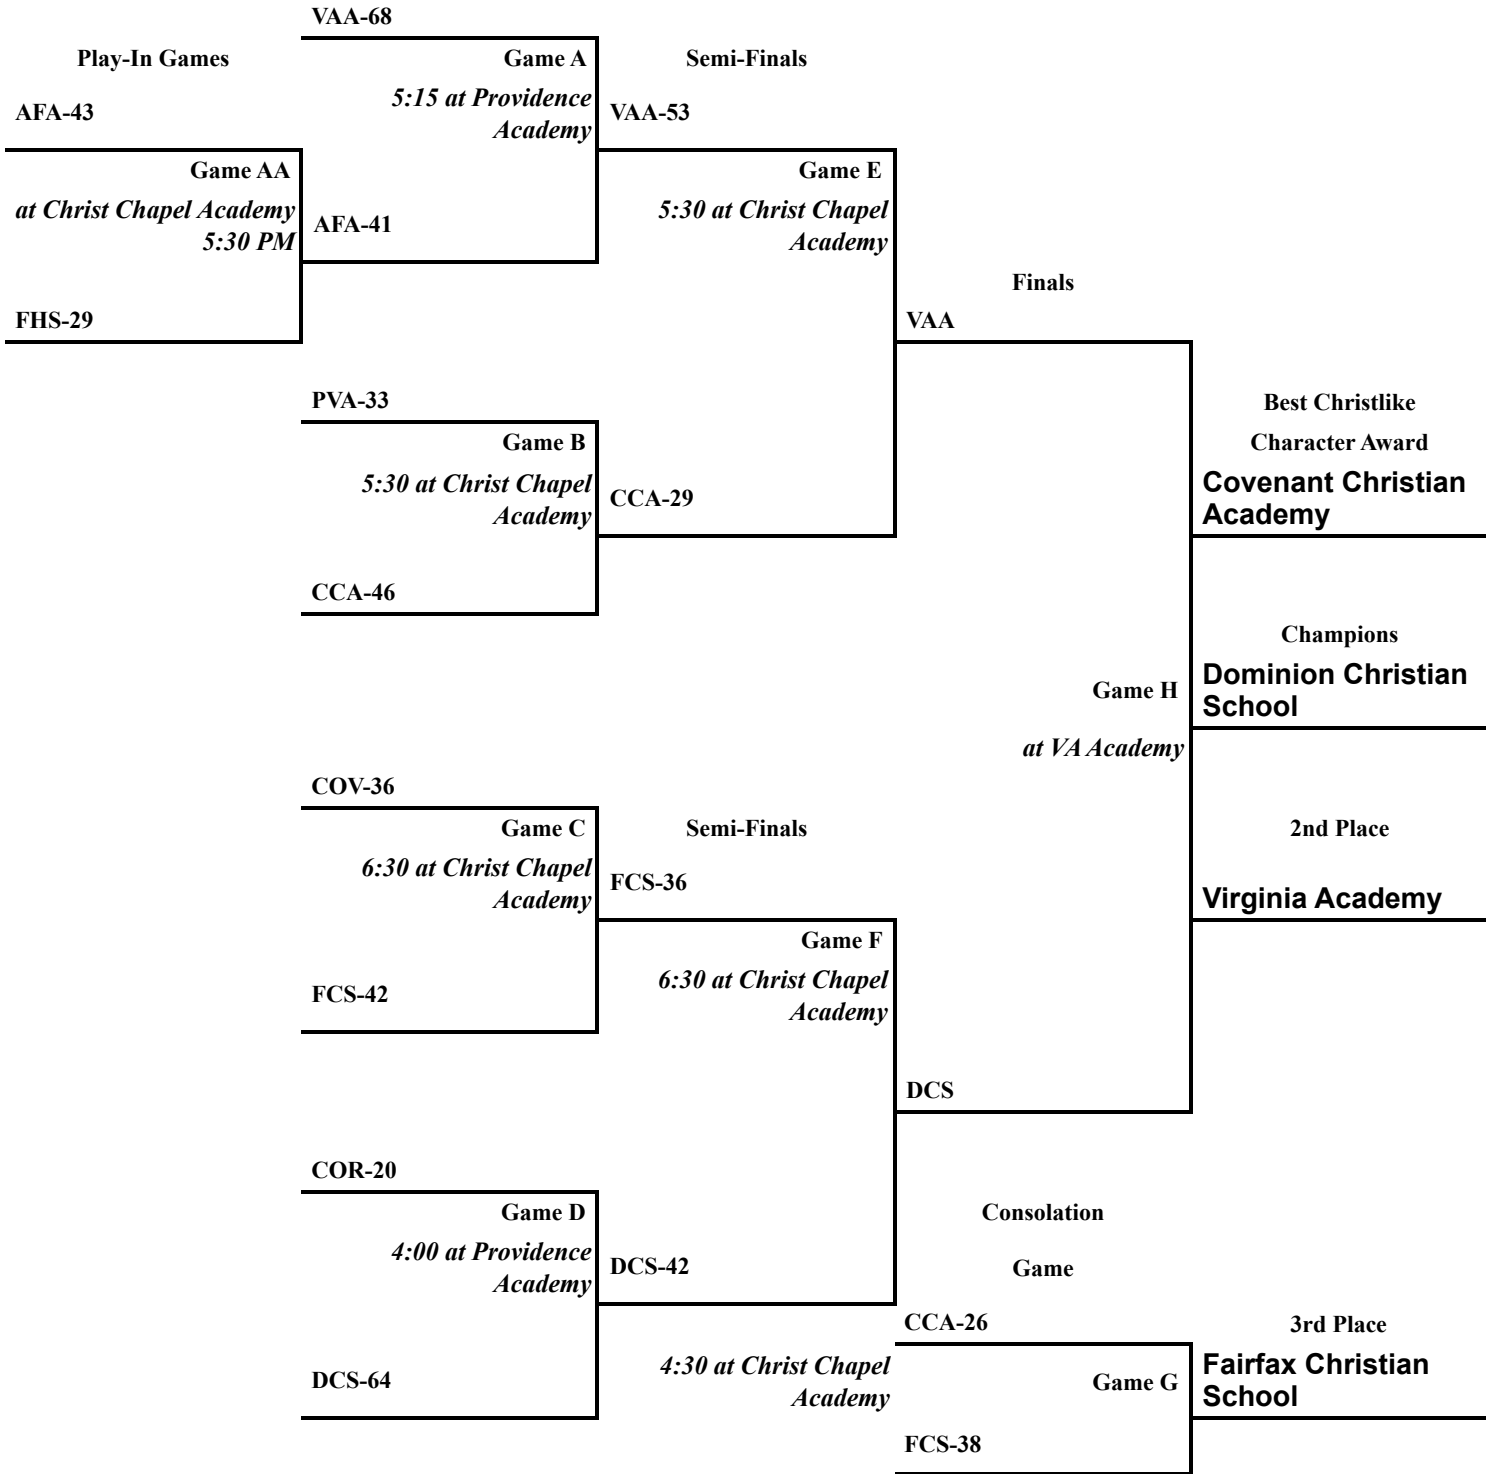 VAA-68
Play-In Games
Game A
Semi-Finals
5:15 at Providence
Academy
AFA-43
VAA-53
Game AA
at Christ Chapel Academy
5:30 PM
AFA-41
Game E
5:30 at Christ Chapel
Academy
Finals
FHS-29
VAA
PVA-33
Game B
5:30 at Christ Chapel
Academy
CCA-29
Best Christlike
Character Award
Covenant Christian
Academy
CCA-46
Champions
Dominion Christian
School
Game H
at VA Academy
COV-36
Game C
Semi-Finals
2nd Place
6:30 at Christ Chapel
Academy
FCS-36
Virginia Academy
Game F
6:30 at Christ Chapel
Academy
FCS-42
DCS
COR-20
Game D
4:00 at Providence
Academy
DCS-42
Consolation
Game
CCA-26
3rd Place
DCS-64
4:30 at Christ Chapel
Academy
Game G
Fairfax Christian
School
FCS-38